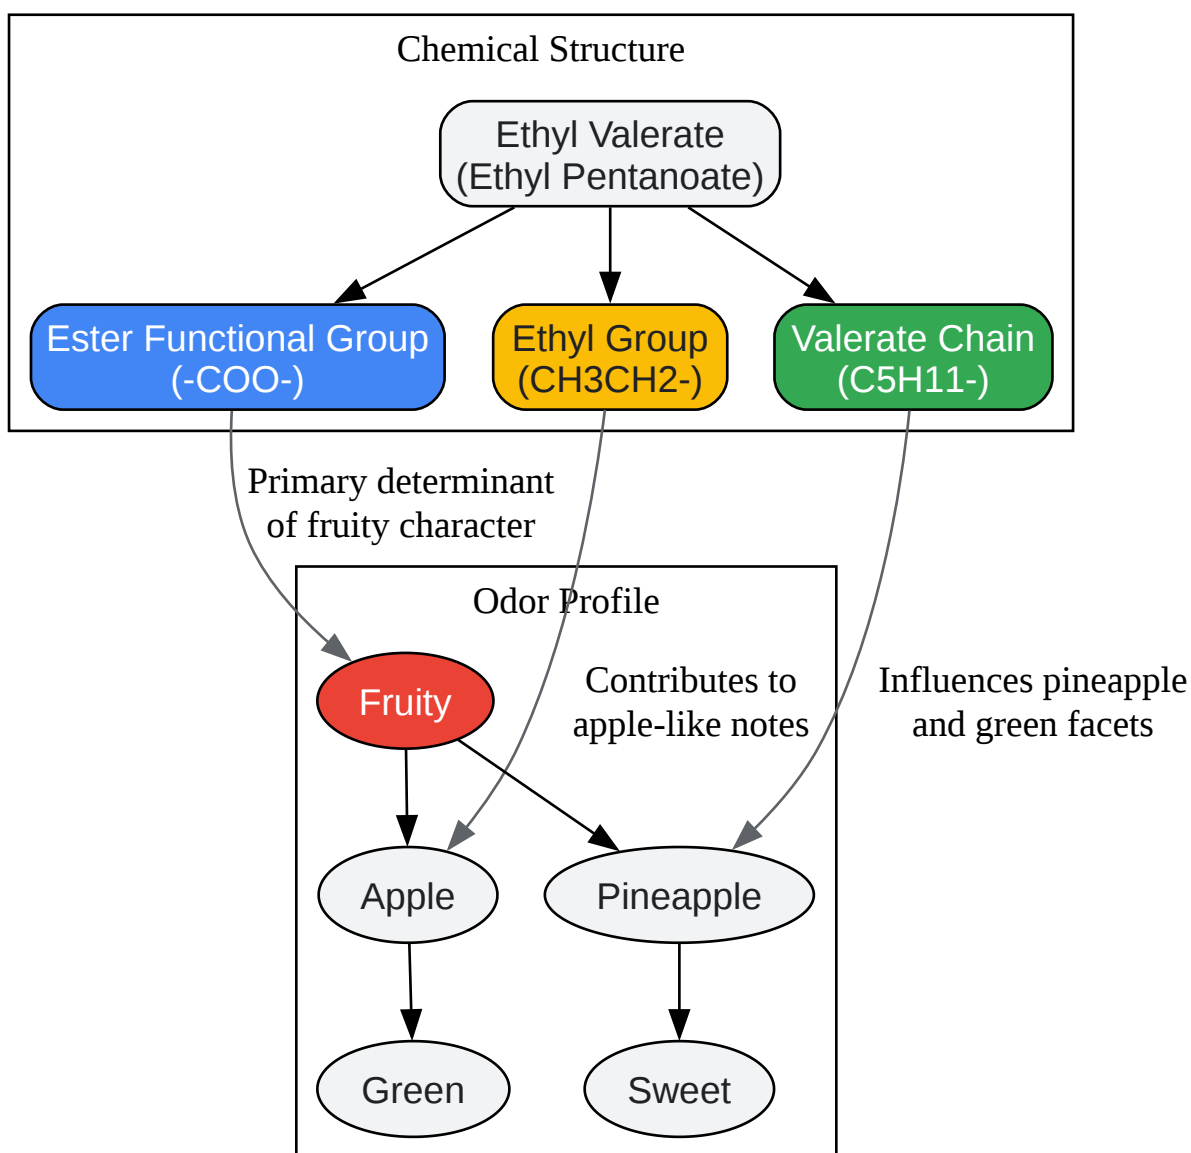 Chemical Structure
Ethyl Valerate
(Ethyl Pentanoate)
Ester Functional Group
(-COO-)
Ethyl Group
(CH3CH2-)
Valerate Chain
(C5H11-)
Primary determinant
of fruity character
Odor Profile
Fruity
Contributes to
apple-like notes
Influences pineapple
and green facets
Apple
Pineapple
Green
Sweet